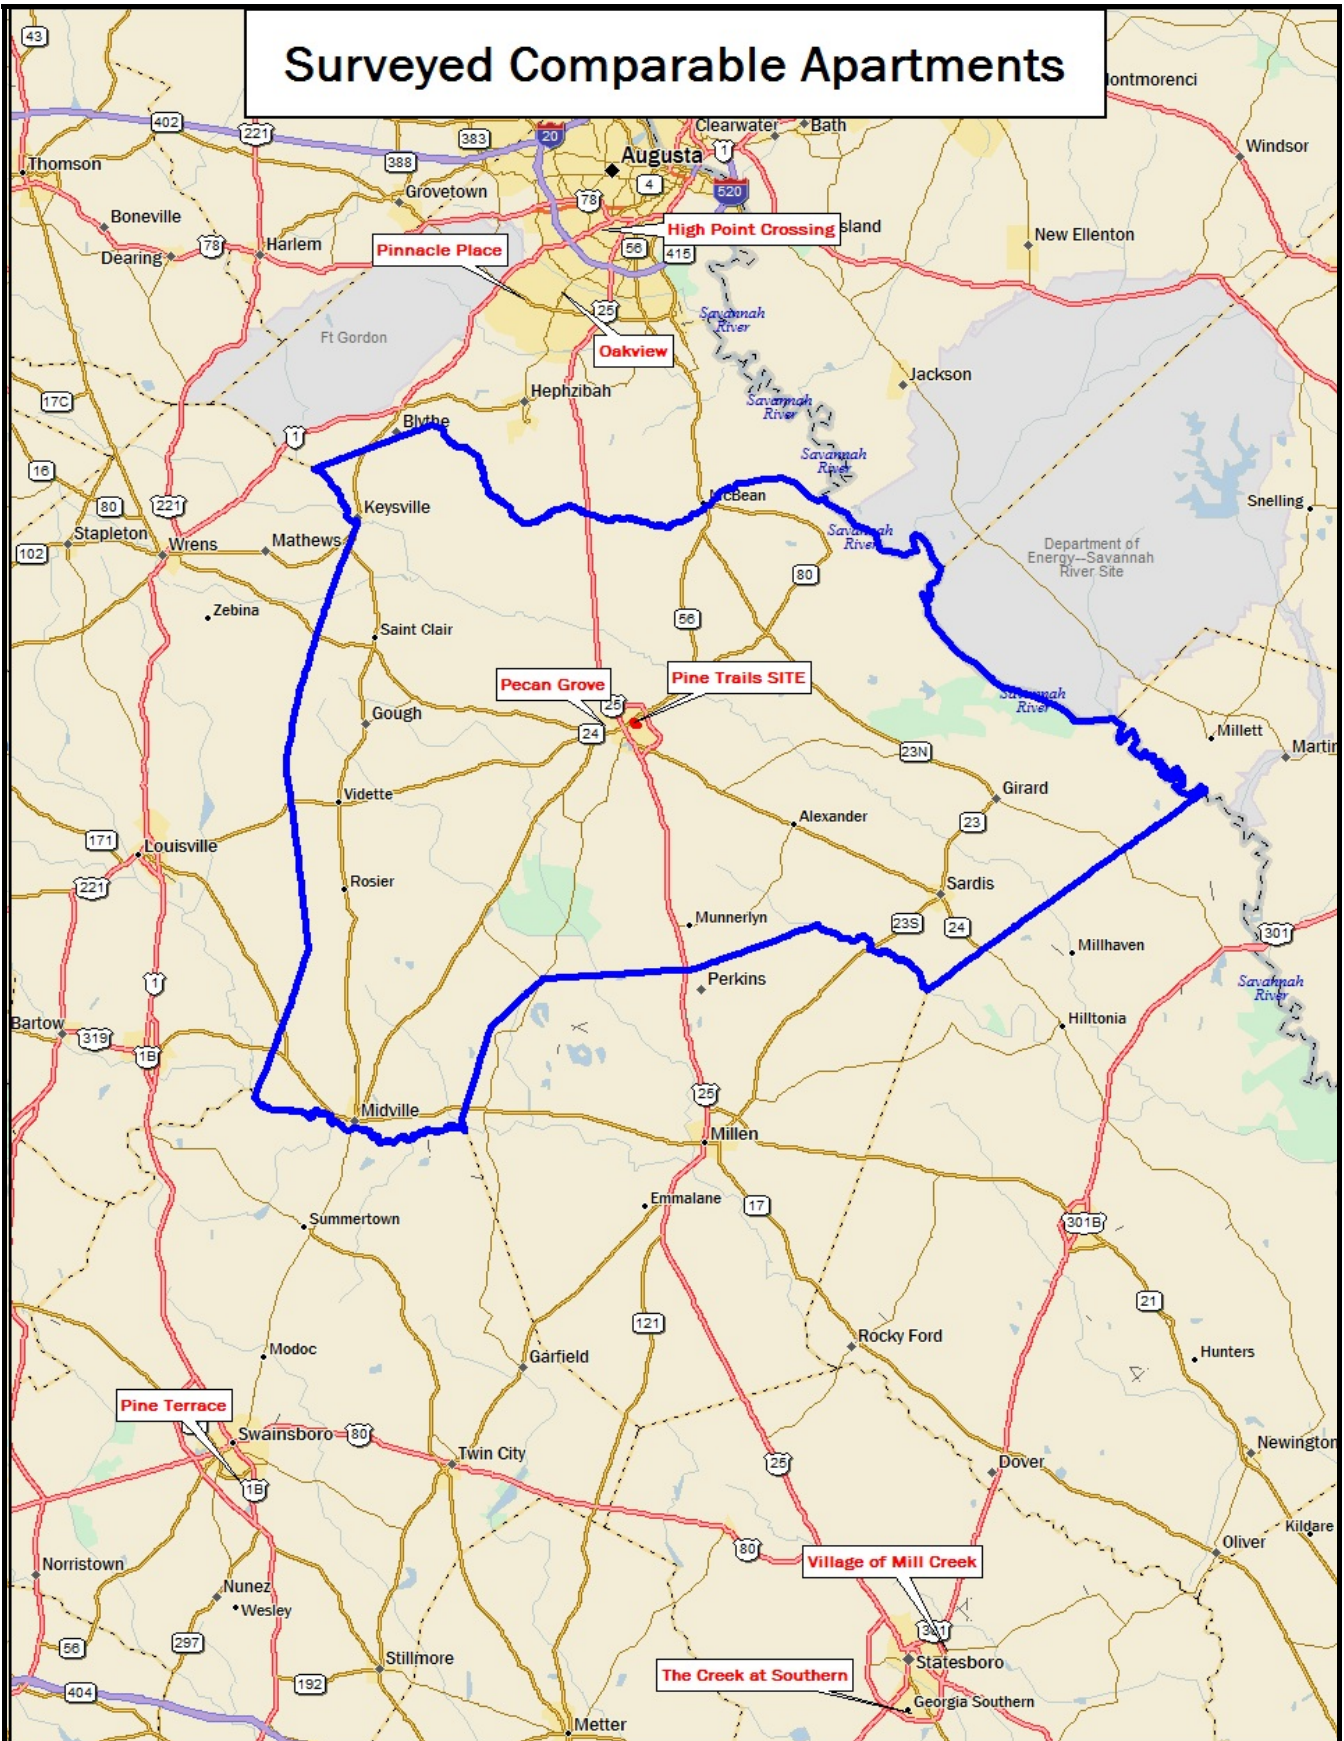 Surveyed Comparable Apartments
43
402
221
383
20
388
Thomson
Grovetown
Augusta
Clearwater
Bath
1
4
520
78
Windsor
Boneville
78
Dearing
Harlem
Pinnacle Place
High Point Crossing
56
415
New Ellenton
Ft Gordon
25
Oakview
Savannah
River
Jackson
17C
Hephzibah
Savannah
River
1
Blythe
16
80
221
Savannah
River
Keysville
McBean
Snelling
Stapleton
102
Wrens
Mathews
Savannah
River
Department of
Energy--Savannah
River Site
80
Zebina
56
Saint Clair
Pecan Grove
Pine Trails SITE
25
24
Gough
Savannah
River
23N
Millett
Vidette
Girard
Alexander
23
171
Louisville
221
Rosier
Sardis
Munnerlyn
23S
24
301
Millhaven
1
Perkins
Savannah
River
Bartow
319
1B
Hilltonia
25
Midville
Millen
Emmalane
17
Summertown
301B
21
121
Rocky Ford
Modoc
Garfield
Hunters
Pine Terrace
Swainsboro
80
Twin City
25
Dover
Newington
1B
80
Kildare
Oliver
Village of Mill Creek
Norristown
Nunez
Wesley
301
56
297
Stillmore
Statesboro
The Creek at Southern
404
192
Georgia Southern
Metter